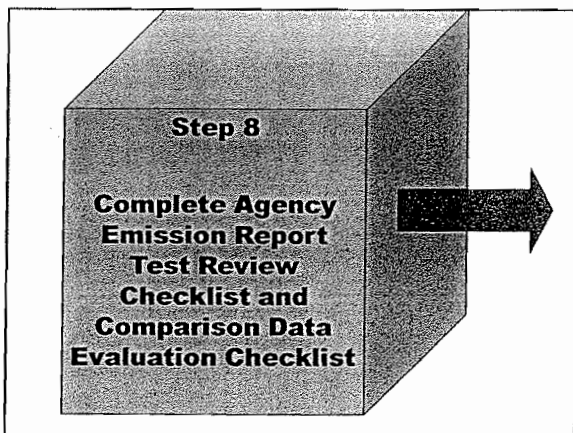 Step 8
Complete Agency
Emission Report
Test Review
Checklist and
Comparison Data
Evaluation Checklist